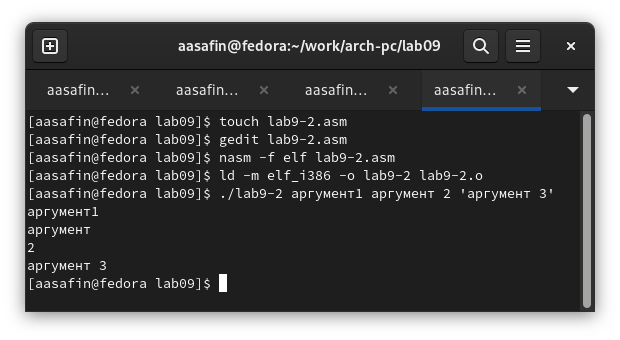 aasafin@fedora:~/work/arch-pc/lab09
aasafin... aasafin... aasafin... aasafin...
[aasafin@fedora lab09]$ touch lab9-2.asm
[aasafin@fedora lab09]$ gedit lab9-2.asm
[aasafin@fedora lab09]$ nasm -f elf lab9-2.asm
[aasafin@fedora lab09]$ ld -m elf_i386 -o lab9-2 lab9-2.o
[aasafin@fedora lab09]$ ./lab9-2 аргумент1 аргумент 2 'аргумент 3'
аргумент1
аргумент
2
аргумент 3
[aasafin@fedora lab09]$